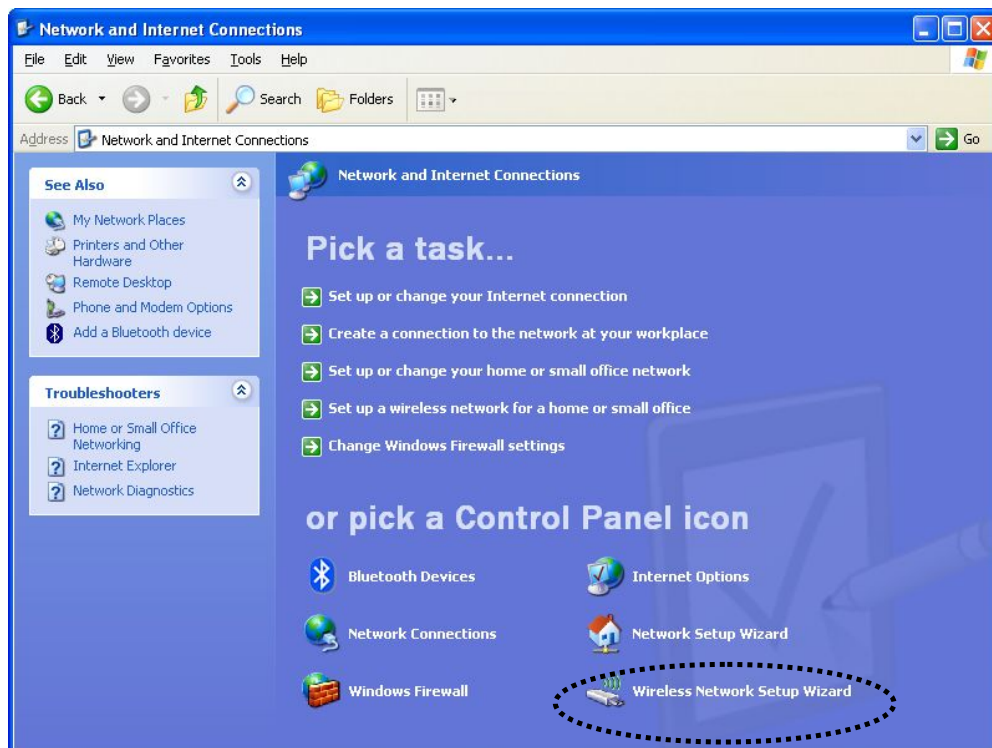 Network and Internet Connections
File Edit View Favorites Tools Help
Back Search Folders
Address Network and Internet Connections Go
See Also
My Network Places
Printers and Other
Hardware
Remote Desktop
Phone and Modem Options
Add a Bluetooth device
Troubleshooters
Home or Small Office
Networking
Internet Explorer
Network Diagnostics
Network and Internet Connections
Pick a task...
Set up or change your Internet connection
Create a connection to the network at your workplace
Set up or change your home or small office network
Set up a wireless network for a home or small office
Change Windows Firewall settings
or pick a Control Panel icon
Bluetooth Devices Internet Options
Network Connections Network Setup Wizard
Windows Firewall Wireless Network Setup Wizard